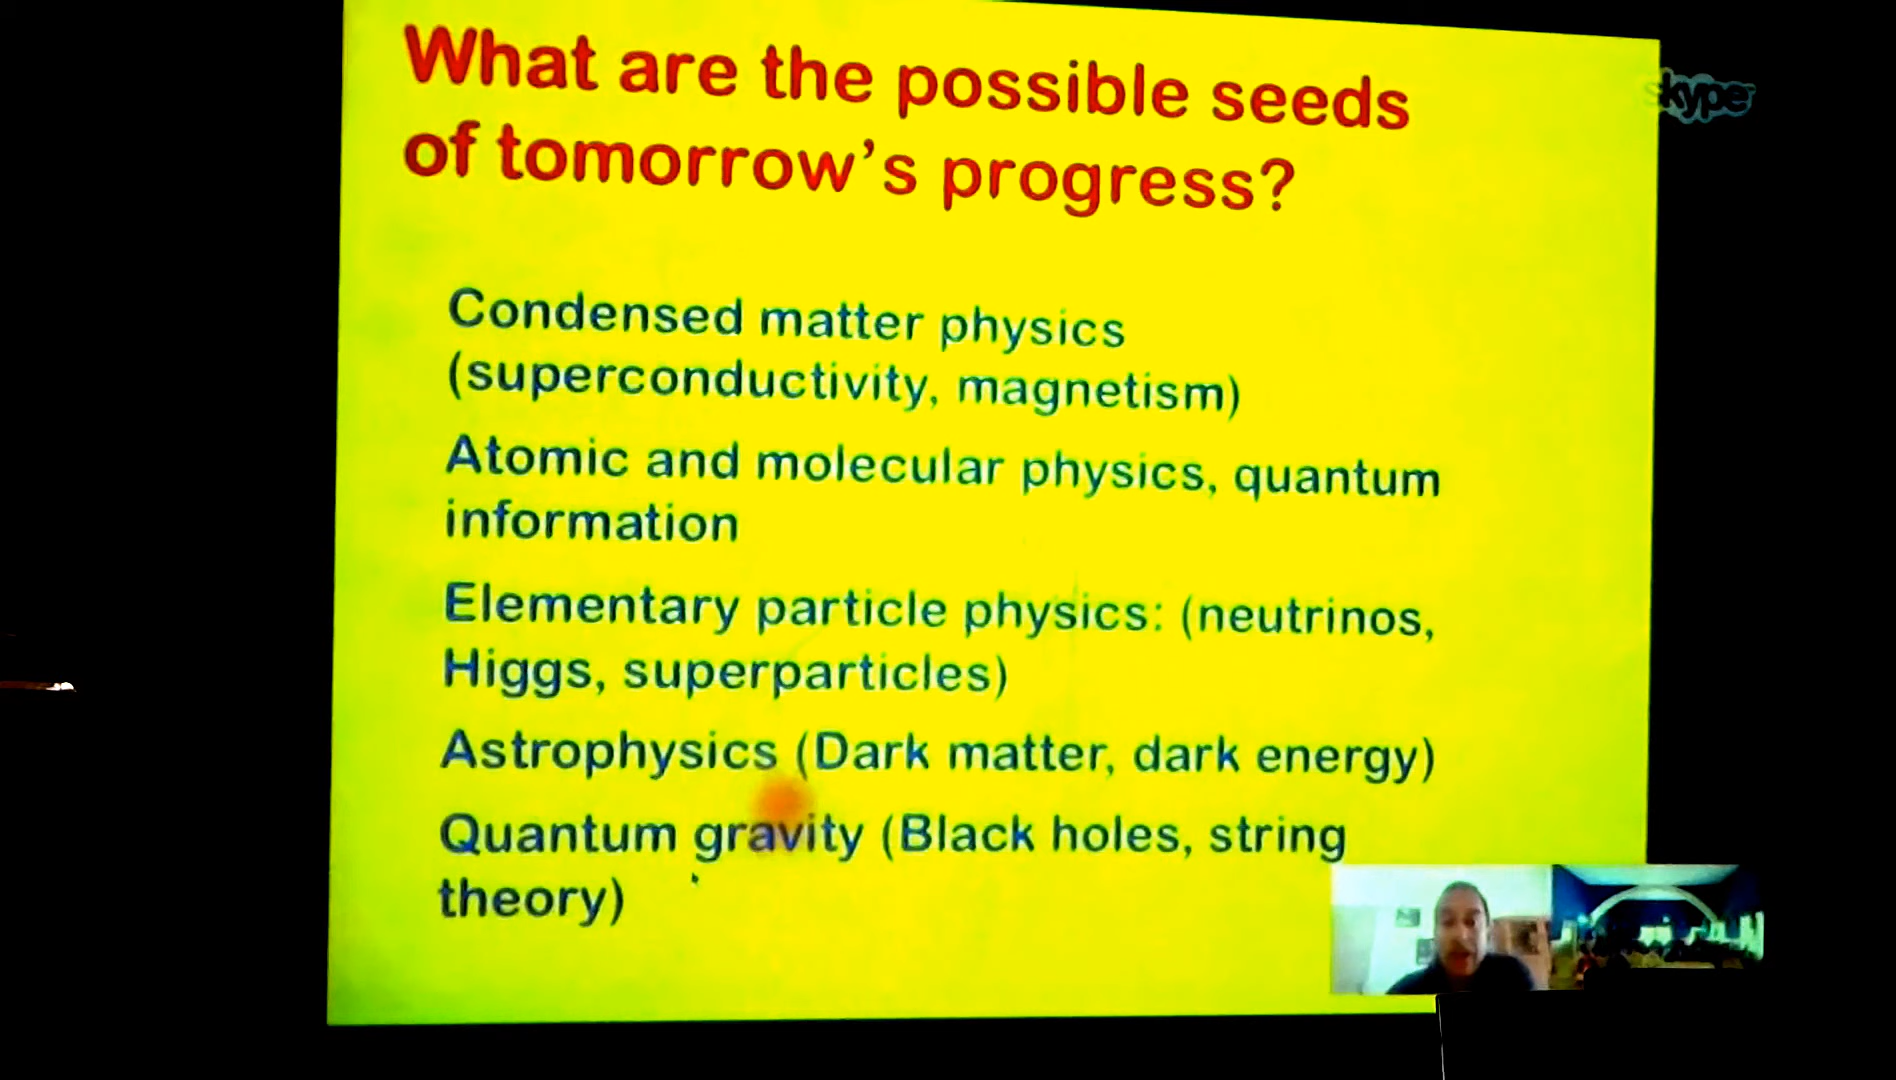 What are the possible seeds
of tomorrow's progress?
skype
Condensed matter physics
(superconductivity, magnetism)
Atomic and molecular physics, quantum
information
Elementary particle physics: (neutrinos,
Higgs, superparticles)
Astrophysics (Dark matter, dark energy)
Quantum gravity (Black holes, string
theory)